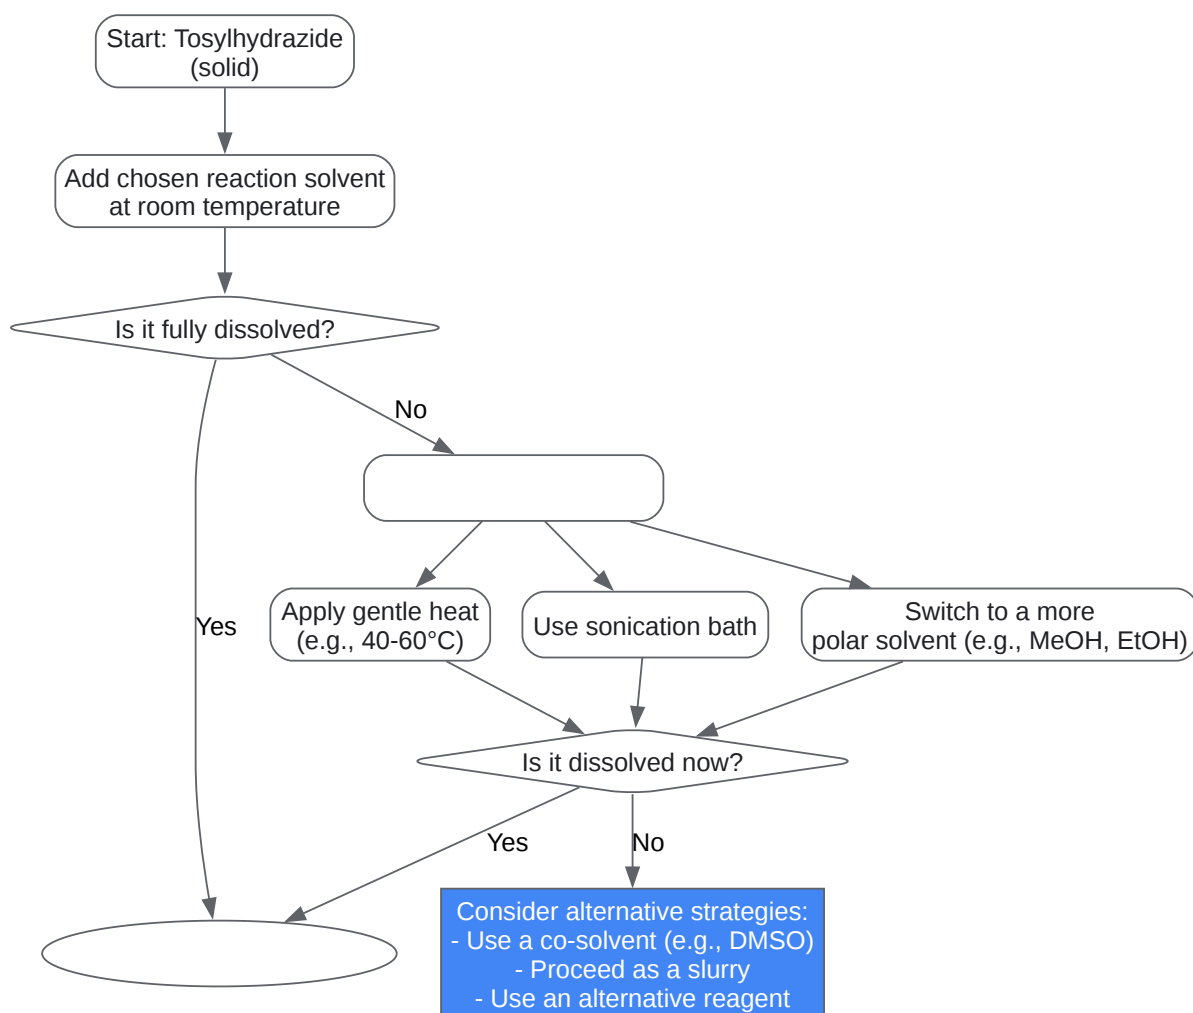 Start: Tosylhydrazide
(solid)
Add chosen reaction solvent
at room temperature
Is it fully dissolved?
No
Yes
Apply gentle heat
(e.g., 40-60°C)
Use sonication bath
Switch to a more
polar solvent (e.g., MeOH, EtOH)
Is it dissolved now?
Yes
No
Consider alternative strategies:
- Use a co-solvent (e.g., DMSO)
- Proceed as a slurry
- Use an alternative reagent